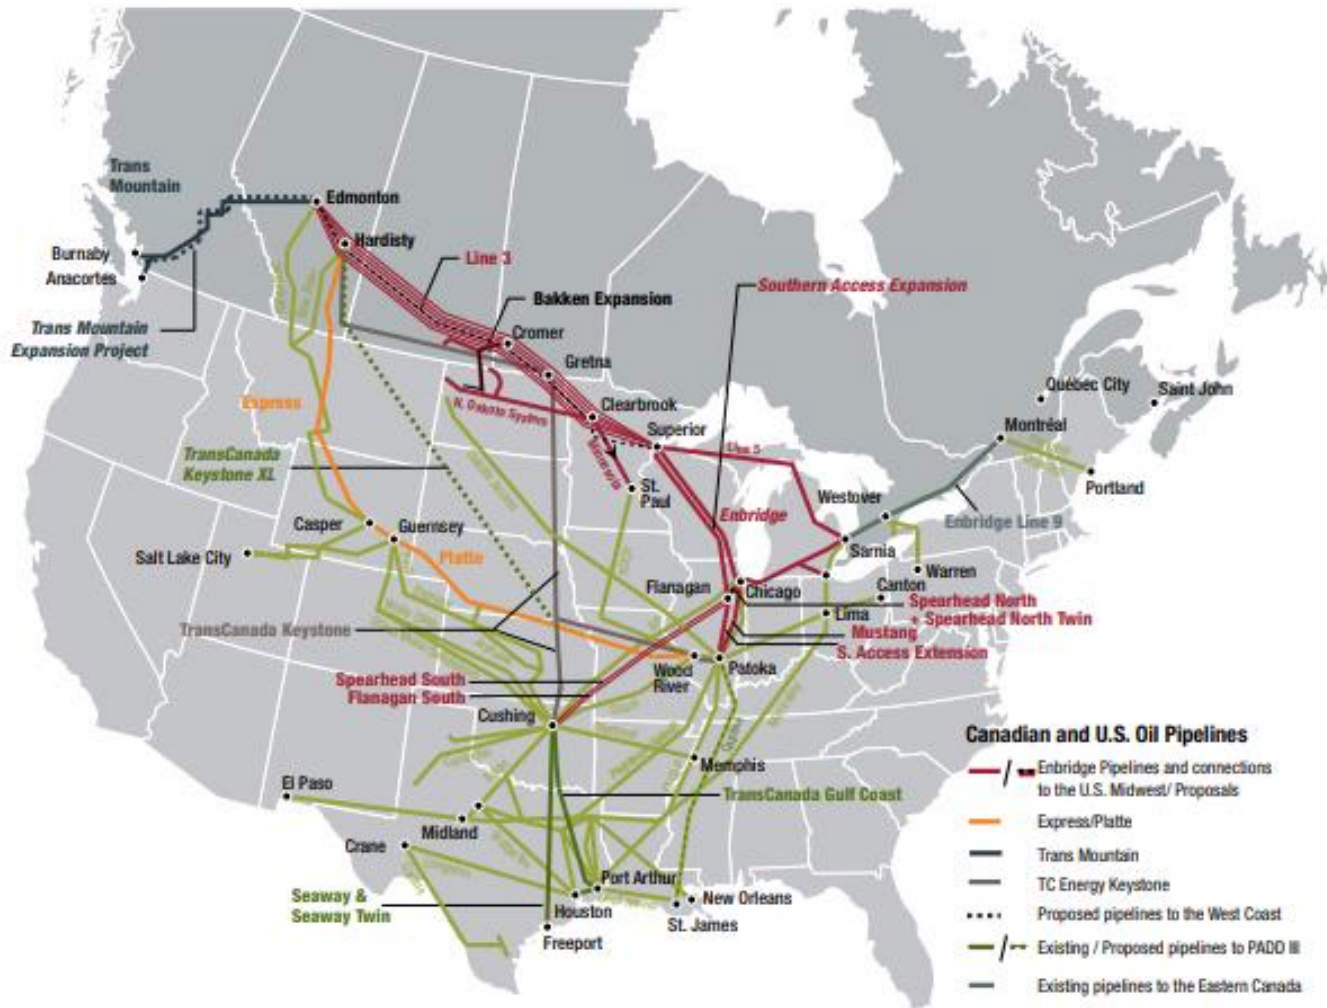 Trans
Mountain
Edmonton
Hardisty
Burnaby
Anacortes
Line 3
Southern Access Expansion
Bakken Expansion
Trans Mountain
Expansion Project
Cromer
Gretna
Québec City
Saint John
Express
N. Dakota System
Clearbrook
Montréal
Superior
Line 5
TransCanada
Keystone XL
Minnesota
St.
Paul
Westover
Portland
Enbridge
Enbridge Line 9
Casper
Guernsey
Salt Lake City
Sarnia
Platte
Warren
Flanagan
Chicago
Canton
Spearhead North
+ Spearhead North Twin
Lima
TransCanada Keystone
Mustang
S. Access Extension
Wood
River
Patoka
Spearhead South
Flanagan South
Cushing
Canadian and U.S. Oil Pipelines
Memphis
Enbridge Pipelines and connections
to the U.S. Midwest/ Proposals
El Paso
TransCanada Gulf Coast
Express/Platte
Midland
Crane
Trans Mountain
TC Energy Keystone
Port Arthur
Seaway &
Seaway Twin
New Orleans
Houston
St. James
Proposed pipelines to the West Coast
Freeport
Existing / Proposed pipelines to PADD III
Existing pipelines to the Eastern Canada